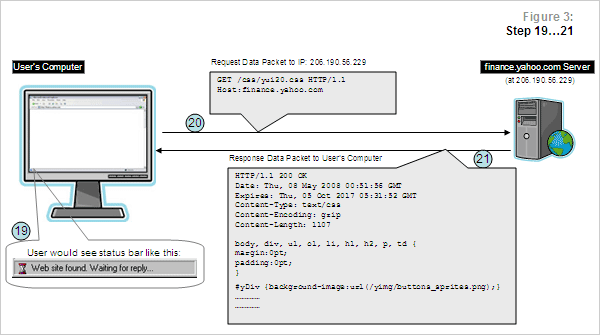 Figure 3:
Step 19...21
Request Data Packet to IP: 206.190.56.229
User's Computer
finance.yahoo.com Server
(at 206.190.56.229)
GET /css/yui20.css HTTP/1.1
Host:finance.yahoo.com
20
Response Data Packet to User's Computer
21
HTTP/1.1 200 OK
Date: Thu, 08 May 2008 00:51:56 GMT
Expires: Thu, 05 Oct 2017 05:31:52 GMT
Content-Type: text/css
Content-Encoding: gzip
Content-Length: 1107
body, div, ul, ol, li, h1, h2, p, td {
margin:0pt;
padding:0pt;
}
#yDiv {background-image:url(/yimg/buttons_sprites.png);}
……………
……………
19
User would see status bar like this:
Web site found. Waiting for reply...